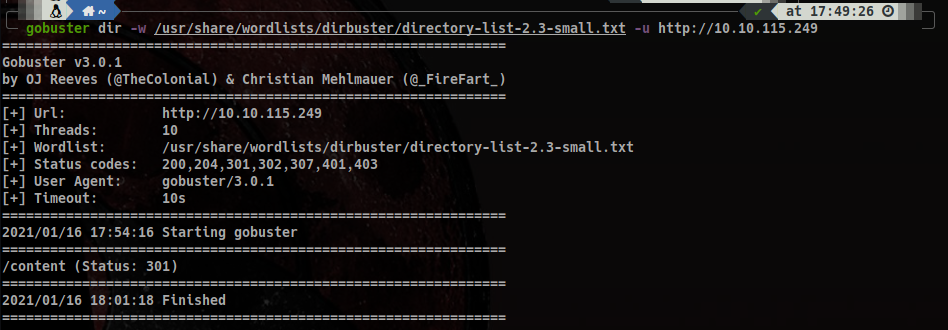 ~ at 17:49:26
gobuster dir -w /usr/share/wordlists/dirbuster/directory-list-2.3-small.txt -u http://10.10.115.249
===============================================================
Gobuster v3.0.1
by OJ Reeves (@TheColonial) & Christian Mehlmauer (@_FireFart_)
===============================================================
[+] Url:            http://10.10.115.249
[+] Threads:        10
[+] Wordlist:       /usr/share/wordlists/dirbuster/directory-list-2.3-small.txt
[+] Status codes:   200,204,301,302,307,401,403
[+] User Agent:     gobuster/3.0.1
[+] Timeout:        10s
===============================================================
2021/01/16 17:54:16 Starting gobuster
===============================================================
/content (Status: 301)
===============================================================
2021/01/16 18:01:18 Finished
===============================================================